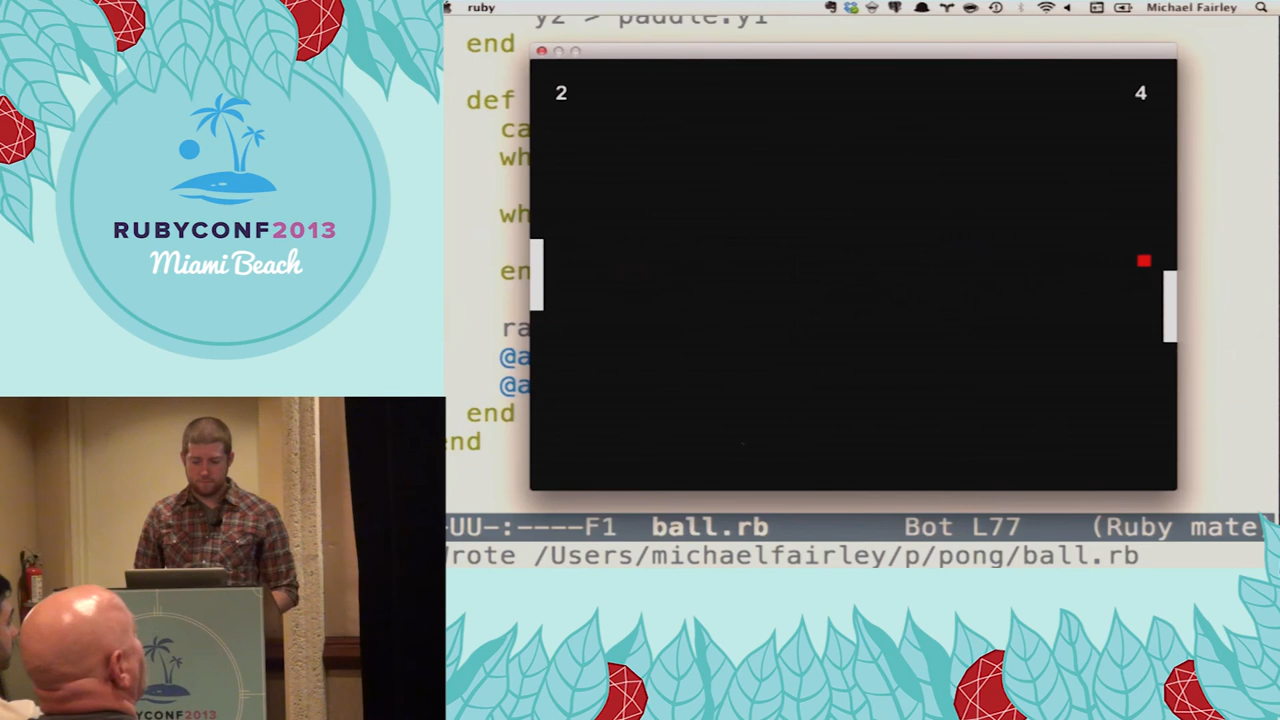 RUBYCONF2013
Miami Beach
ruby
Michael Fairley
y2 > paddle.y1
end
2
4
def
ca
wh
wh
en
ra
@a
@a
end
end
-UU-:----F1 ball.rb Bot L77 (Ruby mate
Wrote /Users/michaelfairley/p/pong/ball.rb
YCONF2013